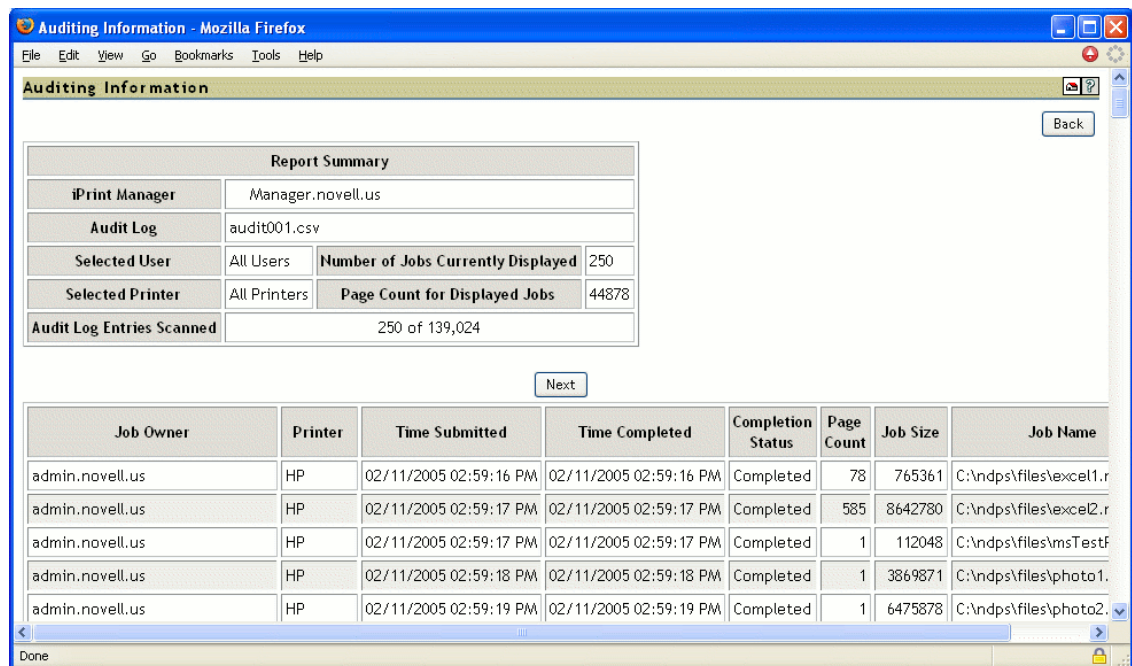 Auditing Information - Mozilla Firefox
File Edit View Go Bookmarks Tools Help
Auditing Information
Back
Report Summary
iPrint Manager Manager.novell.us
Audit Log audit001.csv
Selected User All Users Number of Jobs Currently Displayed 250
Selected Printer All Printers Page Count for Displayed Jobs 44878
Audit Log Entries Scanned 250 of 139,024
Next
Job Owner Printer Time Submitted Time Completed Completion Status Page Count Job Size Job Name
admin.novell.us HP 02/11/2005 02:59:16 PM 02/11/2005 02:59:16 PM Completed 78 765361 C:\ndps\files\excel1.r
admin.novell.us HP 02/11/2005 02:59:17 PM 02/11/2005 02:59:17 PM Completed 585 8642780 C:\ndps\files\excel2.r
admin.novell.us HP 02/11/2005 02:59:17 PM 02/11/2005 02:59:17 PM Completed 1 112048 C:\ndps\files\msTestF
admin.novell.us HP 02/11/2005 02:59:18 PM 02/11/2005 02:59:18 PM Completed 1 3869871 C:\ndps\files\photo1.
admin.novell.us HP 02/11/2005 02:59:19 PM 02/11/2005 02:59:19 PM Completed 1 6475878 C:\ndps\files\photo2.
Done